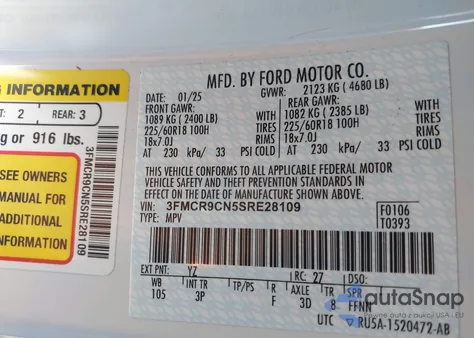 G INFORMATION
T: 2 REAR: 3
g or 916 lbs.
SEE OWNERS
MANUAL FOR
ADDITIONAL
3FMCR9CN5SRE28109
MFD. BY FORD MOTOR CO.
DATE: 01/25 GVWR: 2123 KG (4680 LB)
FRONT GAWR: REAR GAWR:
1089 KG (2400 LB) 1082 KG (2385 LB)
225/60R18 100H TIRES 225/60R18 100H TIRES
18x7.0J RIMS 18x7.0J RIMS
AT 230 kPa/ 33 PSI COLD AT 230 kPa/ 33 PSI COLD
THIS VEHICLE CONFORMS TO ALL APPLICABLE FEDERAL MOTOR
VEHICLE SAFETY AND THEFT PREVENTION STANDARDS IN
EFFECT ON THE DATE OF MANUFACTURE SHOWN ABOVE.
VIN: 3FMCR9CN5SRE28109 F0106
TYPE: MPV T0393
EXT PNT: YZ RC: 27 DSO:
WB INT TR TP/PS R AXLE TR SPR
105 3P F 3D 8 FFNN
UTC RU5A-1520472-AB
autoSnap